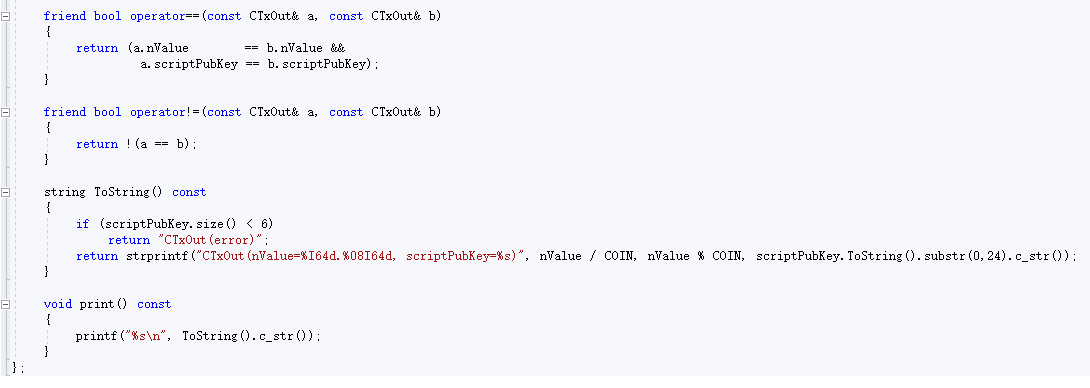 friend bool operator==(const CTxOut& a, const CTxOut& b)
{
return (a.nValue == b.nValue &&
a.scriptPubKey == b.scriptPubKey);
}
friend bool operator!=(const CTxOut& a, const CTxOut& b)
{
return !(a == b);
}
string ToString() const
{
if (scriptPubKey.size() < 6)
return "CTxOut(error)";
return strprintf("CTxOut(nValue=%I64d.%08I64d, scriptPubKey=%s)", nValue / COIN, nValue % COIN, scriptPubKey.ToString().substr(0,24).c_str());
}
void print() const
{
printf("%s\n", ToString().c_str());
}
};